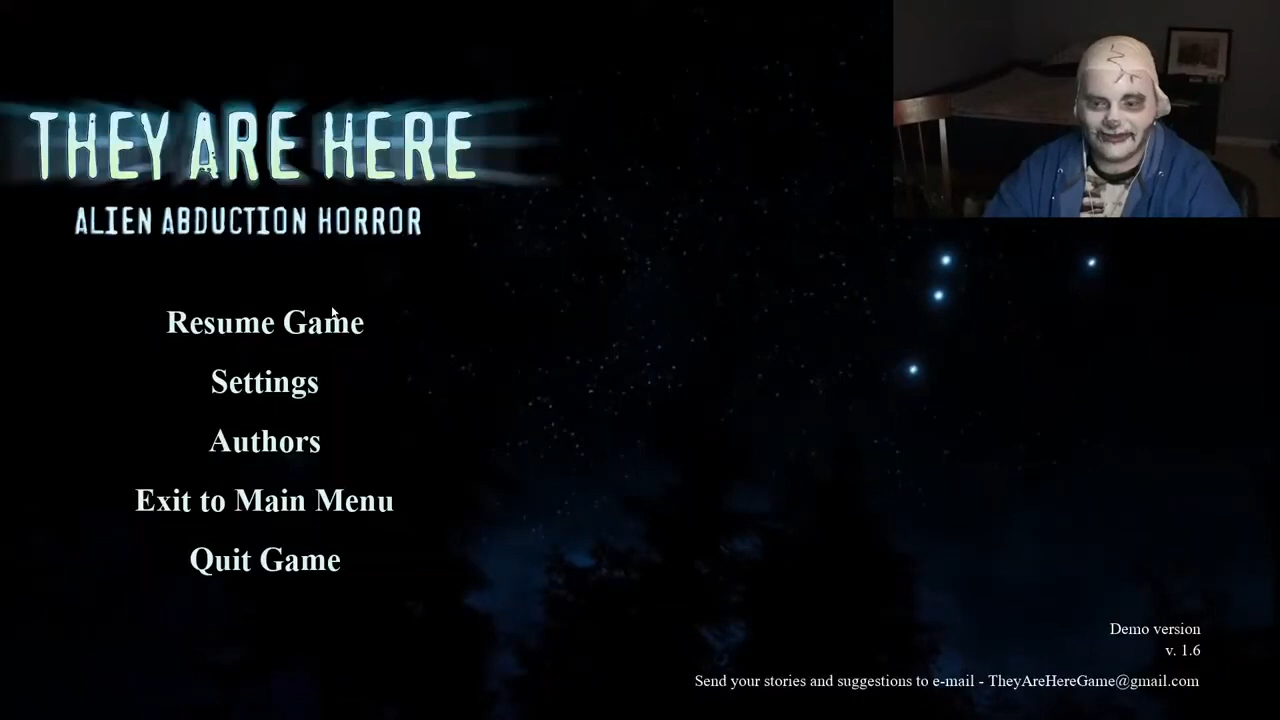 THEY ARE HERE
ALIEN ABDUCTION HORROR
Resume Game
Settings
Authors
Exit to Main Menu
Quit Game
Demo version
v. 1.6
Send your stories and suggestions to e-mail - TheyAreHereGame@gmail.com